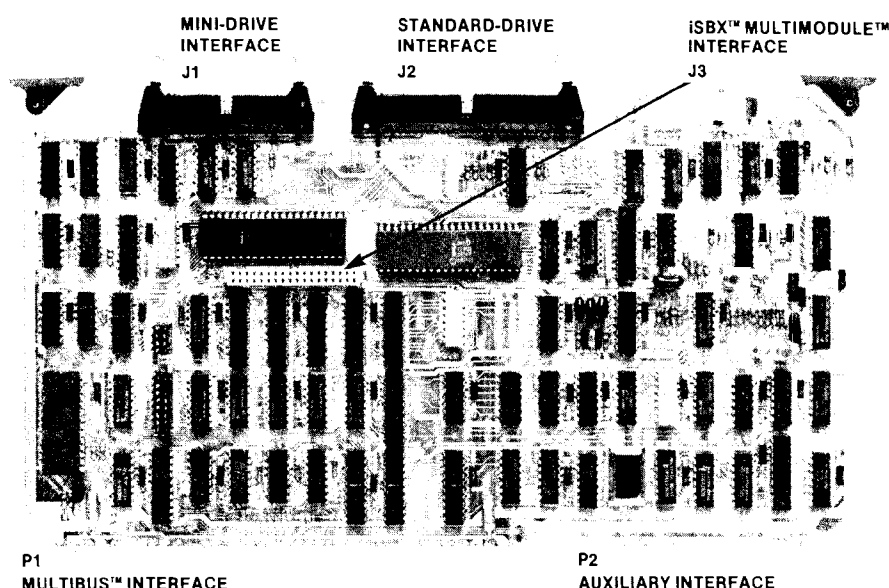 MINI-DRIVE
INTERFACE
J1
STANDARD-DRIVE
INTERFACE
J2
iSBX™ MULTIMODULE™
INTERFACE
J3
P1
MULTIBUS™ INTERFACE
P2
AUXILIARY INTERFACE